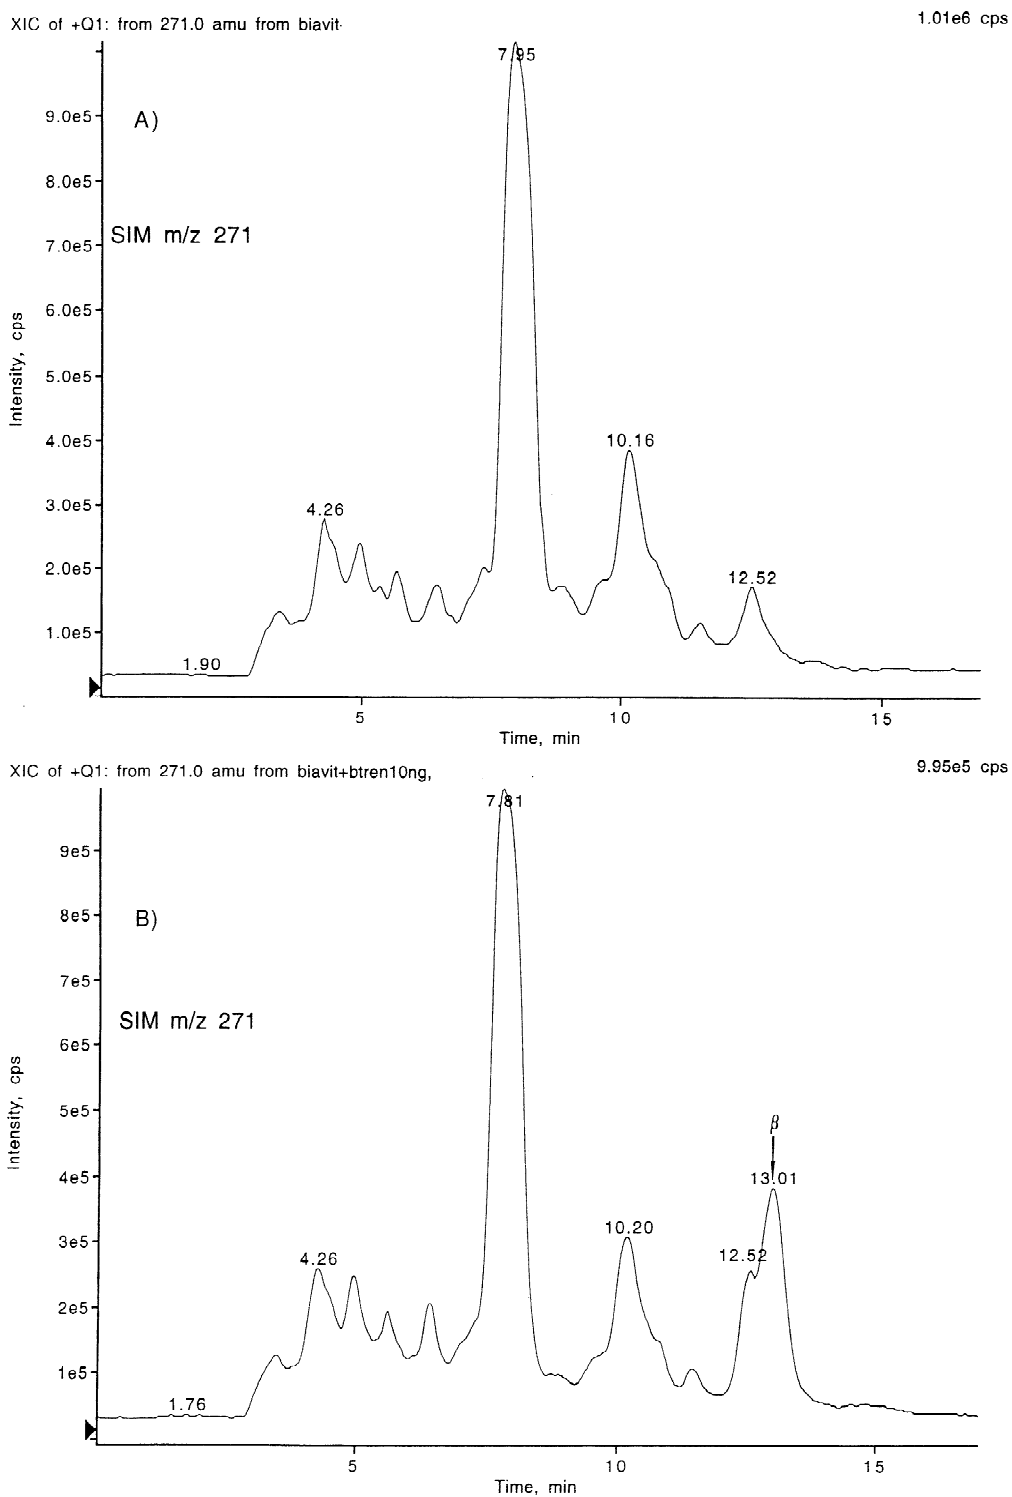 XIC of +Q1: from 271.0 amu from biavit
1.01e6 cps
7.95
9.0e5
A)
8.0e5
SIM m/z 271
7.0e5
6.0e5
Intensity, cps
5.0e5
4.0e5
10.16
3.0e5
4.26
2.0e5
12.52
1.0e5
1.90
5
10
15
Time, min
XIC of +Q1: from 271.0 amu from biavit+btren10ng,
9.95e5 cps
7.81
9e5
B)
8e5
7e5
SIM m/z 271
6e5
Intensity, cps
5e5
β
4e5
13.01
3e5
10.20
4.26
12.52
2e5
1e5
1.76
5
10
15
Time, min